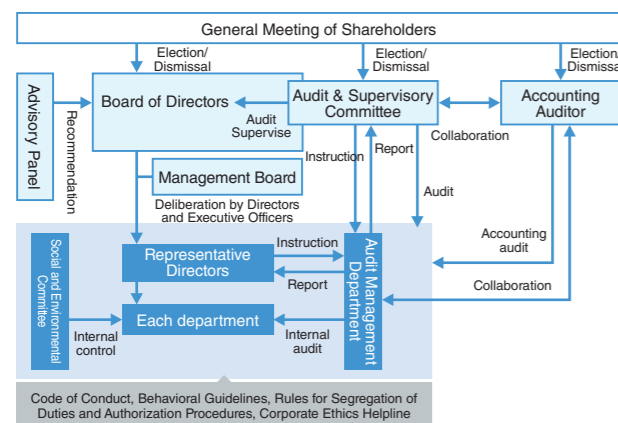 General Meeting of Shareholders
Election/
Dismissal
Election/
Dismissal
Election/
Dismissal
Advisory Panel
Recommendation
Board of Directors
Audit
Supervise
Audit & Supervisory
Committee
Collaboration
Accounting
Auditor
Instruction
Report
Audit
Management Board
Deliberation by Directors
and Executive Officers
Accounting
audit
Collaboration
Social and Environmental
Committee
Internal
control
Representative
Directors
Instruction
Report
Each department
Internal
audit
Audit Management
Department
Code of Conduct, Behavioral Guidelines, Rules for Segregation of
Duties and Authorization Procedures, Corporate Ethics Helpline